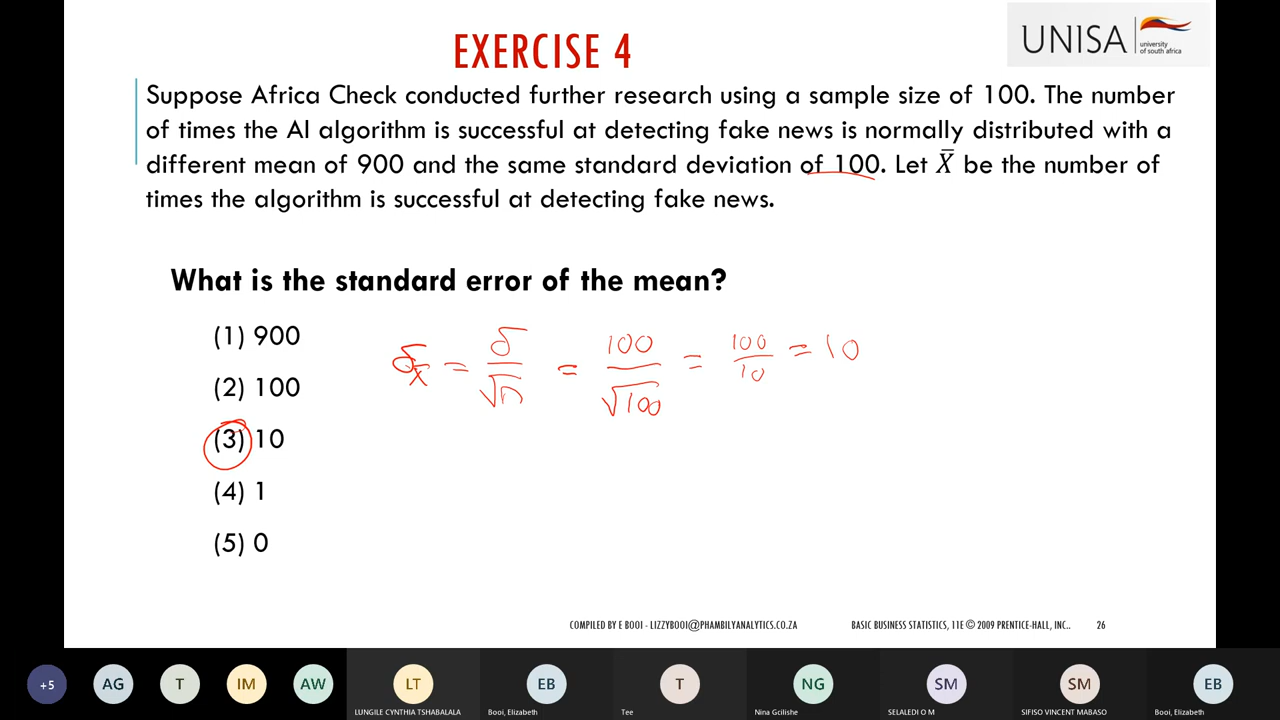 EXERCISE 4
UNISA
university
of south africa
Suppose Africa Check conducted further research using a sample size of 100. The number
of times the AI algorithm is successful at detecting fake news is normally distributed with a
different mean of 900 and the same standard deviation of 100. Let X̄ be the number of
times the algorithm is successful at detecting fake news.
What is the standard error of the mean?
(1) 900
(2) 100
(3) 10
(4) 1
(5) 0
σx̄ = σ/√n = 100/√100 = 100/10 = 10
COMPILED BY E BOOI - LIZZYBOOI@PHAMBILYANALYTICS.CO.ZA
BASIC BUSINESS STATISTICS, 11E © 2009 PRENTICE-HALL, INC..
26
+5
AG
T
IM
AW
LT
LUNGILE CYNTHIA TSHABALALA
EB
Booi, Elizabeth
T
Tee
NG
Nina Gcilishe
SM
SELALEDI O M
SM
SIFISO VINCENT MABASO
EB
Booi, Elizabeth